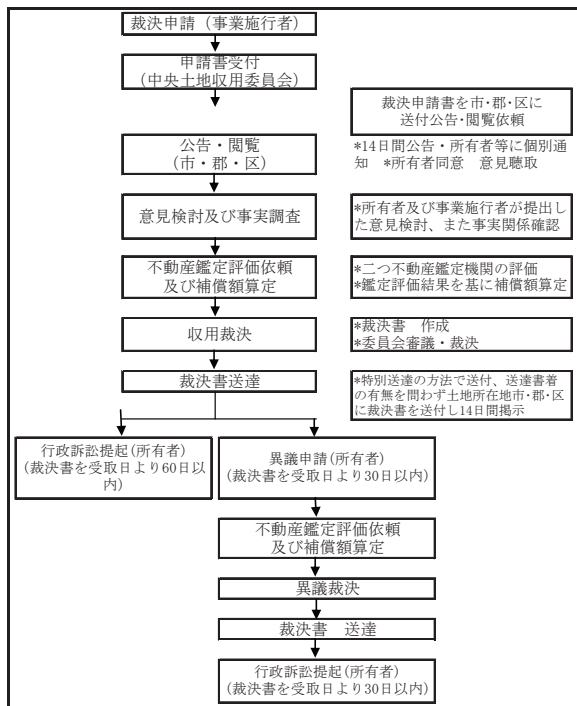 裁決申請（事業施行者）
申請書受付
（中央土地収用委員会）
裁決申請書を市・郡・区に
送付公告・閲覧依頼
公告・閲覧
（市・郡・区）
*14日間公告・所有者等に個別通
知　*所有者同意　意見聴取
意見検討及び事実調査
*所有者及び事業施行者が提出し
た意見検討、また事実関係確認
不動産鑑定評価依頼
及び補償額算定
*二つ不動産鑑定機関の評価
*鑑定評価結果を基に補償額算定
収用裁決
*裁決書　作成
*委員会審議・裁決
裁決書送達
*特別送達の方法で送付、送達書着
の有無を問わず土地所在地市・郡・区
に裁決書を送付し14日間掲示
行政訴訟提起(所有者)
(裁決書を受取日より60日以
内)
異議申請(所有者)
(裁決書を受取日より30日以内)
不動産鑑定評価依頼
及び補償額算定
異議裁決
裁決書　送達
行政訴訟提起(所有者)
(裁決書を受取日より30日以内)